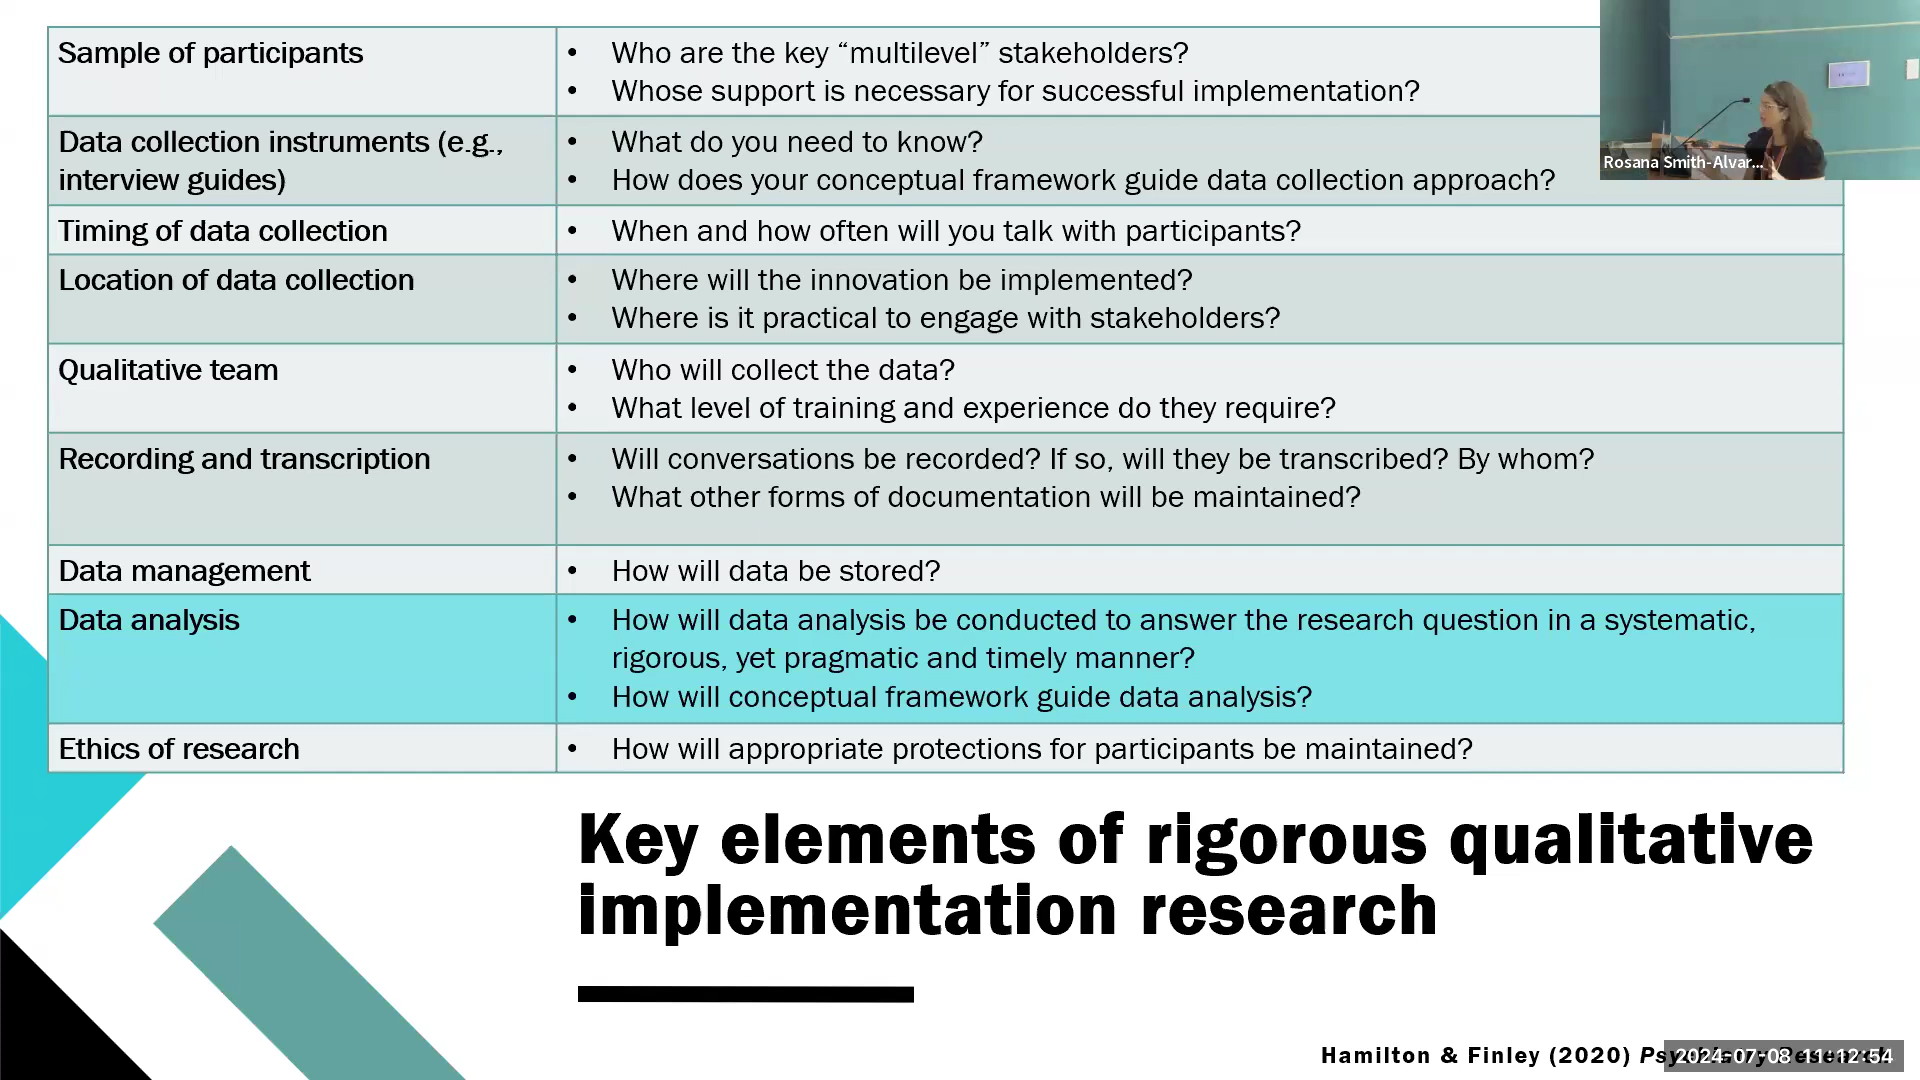 Sample of participants
• Who are the key “multilevel” stakeholders?
• Whose support is necessary for successful implementation?
Data collection instruments (e.g.,
interview guides)
• What do you need to know?
• How does your conceptual framework guide data collection approach?
Timing of data collection
• When and how often will you talk with participants?
Location of data collection
• Where will the innovation be implemented?
• Where is it practical to engage with stakeholders?
Qualitative team
• Who will collect the data?
• What level of training and experience do they require?
Recording and transcription
• Will conversations be recorded? If so, will they be transcribed? By whom?
• What other forms of documentation will be maintained?
Data management
• How will data be stored?
Data analysis
• How will data analysis be conducted to answer the research question in a systematic,
rigorous, yet pragmatic and timely manner?
• How will conceptual framework guide data analysis?
Ethics of research
• How will appropriate protections for participants be maintained?
Rosana Smith-Alvar...
Key elements of rigorous qualitative
implementation research
Hamilton & Finley (2020)
2024-07-08 11:12:54